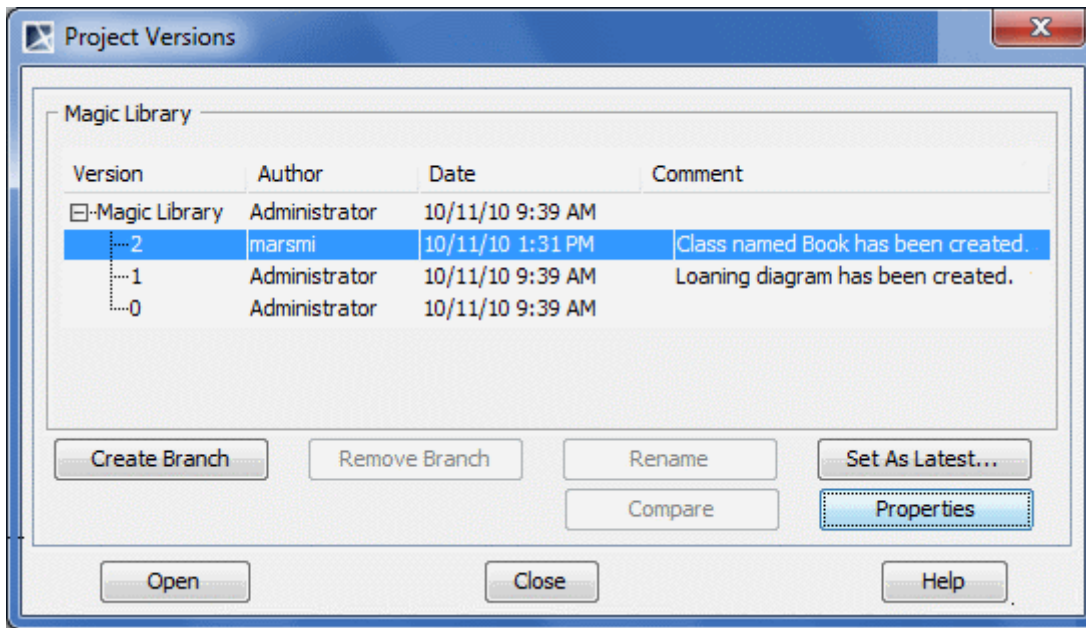 Project Versions
Magic Library
Version Author Date Comment
Magic Library Administrator 10/11/10 9:39 AM
2 marsmi 10/11/10 1:31 PM Class named Book has been created.
1 Administrator 10/11/10 9:39 AM Loaning diagram has been created.
0 Administrator 10/11/10 9:39 AM
Create Branch Remove Branch Rename Set As Latest...
Compare Properties
Open Close Help